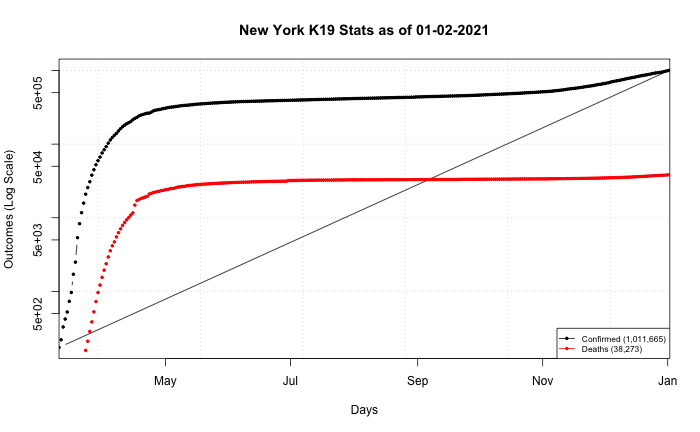 New York K19 Stats as of 01-02-2021
Outcomes (Log Scale)
5e+05
5e+04
5e+03
5e+02
Confirmed (1,011,665)
Deaths (38,273)
May Jul Sep Nov Jan
Days